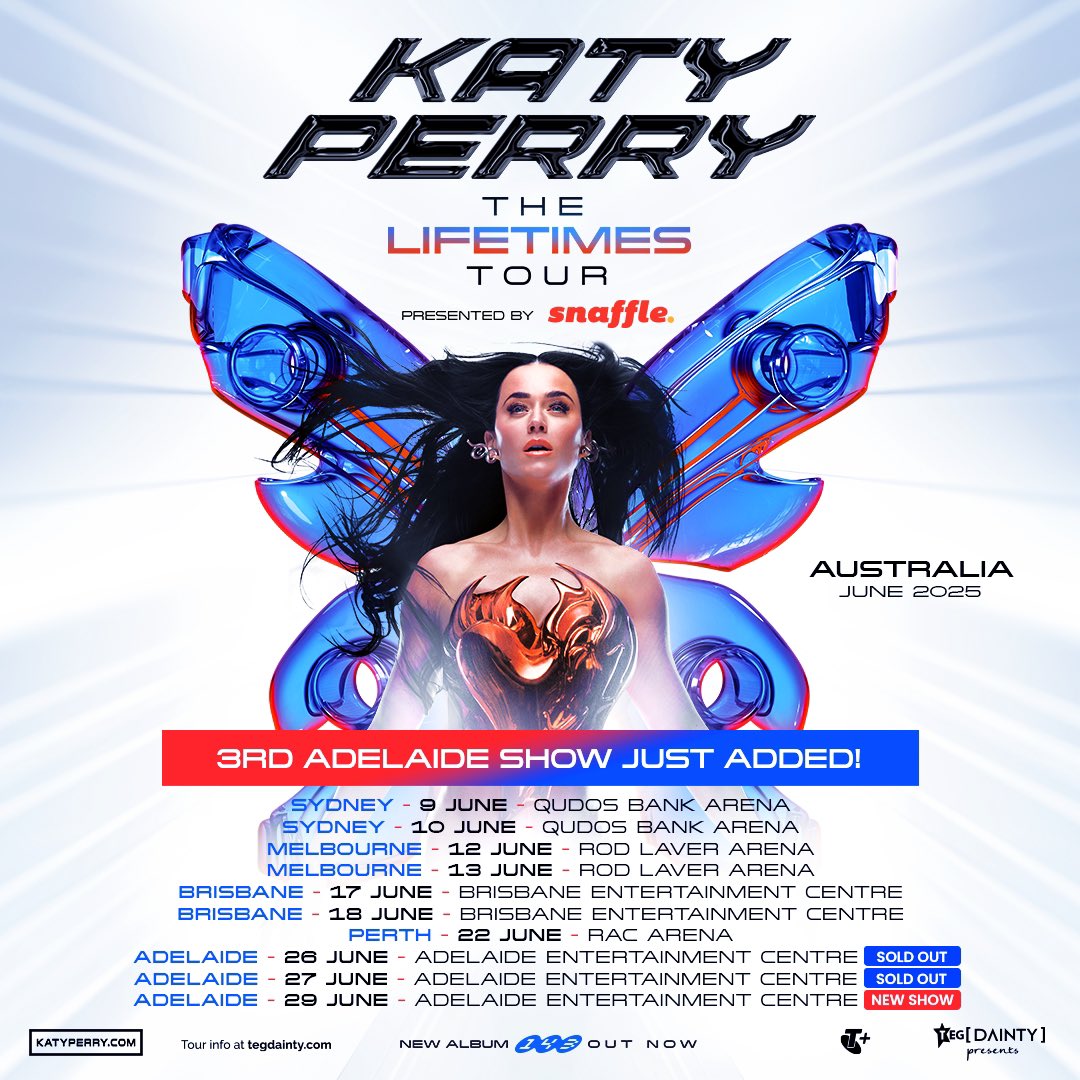 KATY
PERRY
THE
LIFETIMES
TOUR
PRESENTED BY snaffle.
AUSTRALIA
JUNE 2025
3RD ADELAIDE SHOW JUST ADDED!
SYDNEY - 9 JUNE - QUDOS BANK ARENA
SYDNEY - 10 JUNE - QUDOS BANK ARENA
MELBOURNE - 12 JUNE - ROD LAVER ARENA
MELBOURNE - 13 JUNE - ROD LAVER ARENA
BRISBANE - 17 JUNE - BRISBANE ENTERTAINMENT CENTRE
BRISBANE - 18 JUNE - BRISBANE ENTERTAINMENT CENTRE
PERTH - 22 JUNE - RAC ARENA
ADELAIDE - 26 JUNE - ADELAIDE ENTERTAINMENT CENTRE SOLD OUT
ADELAIDE - 27 JUNE - ADELAIDE ENTERTAINMENT CENTRE SOLD OUT
ADELAIDE - 29 JUNE - ADELAIDE ENTERTAINMENT CENTRE NEW SHOW
KATYPERRY.COM Tour info at tegdainty.com NEW ALBUM 143 OUT NOW T+ TEG[DAINTY]
presents